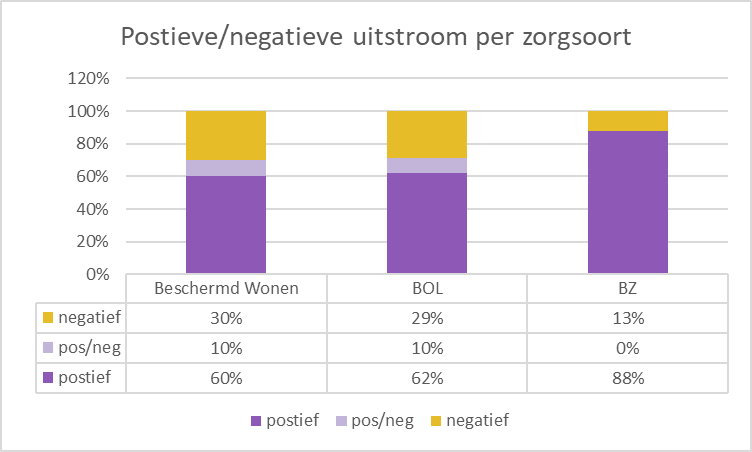 Postieve/negatieve uitstroom per zorgsoort
120%
100%
80%
60%
40%
20%
0%
Beschermd Wonen BOL BZ
negatief 30% 29% 13%
pos/neg 10% 10% 0%
postief 60% 62% 88%
postief pos/neg negatief